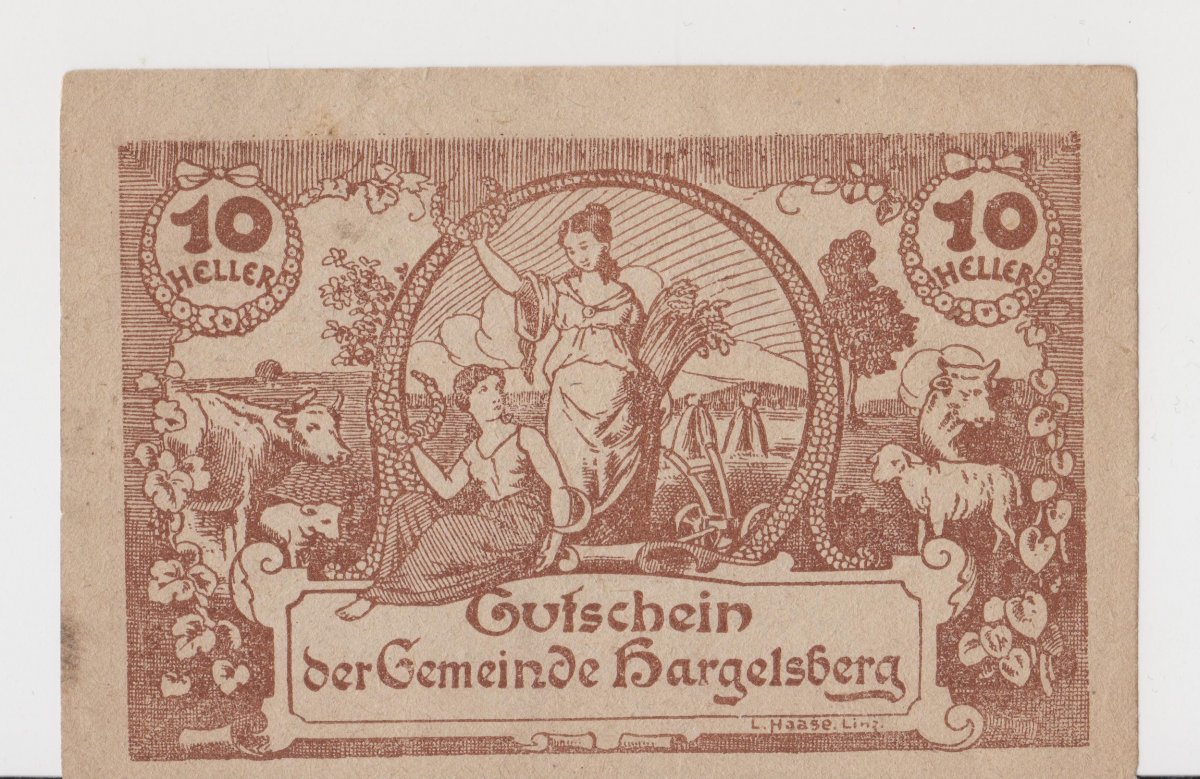 10
HELLER
10
HELLER
Gutschein
der Gemeinde Hargelsberg
L. Haase. Linz.